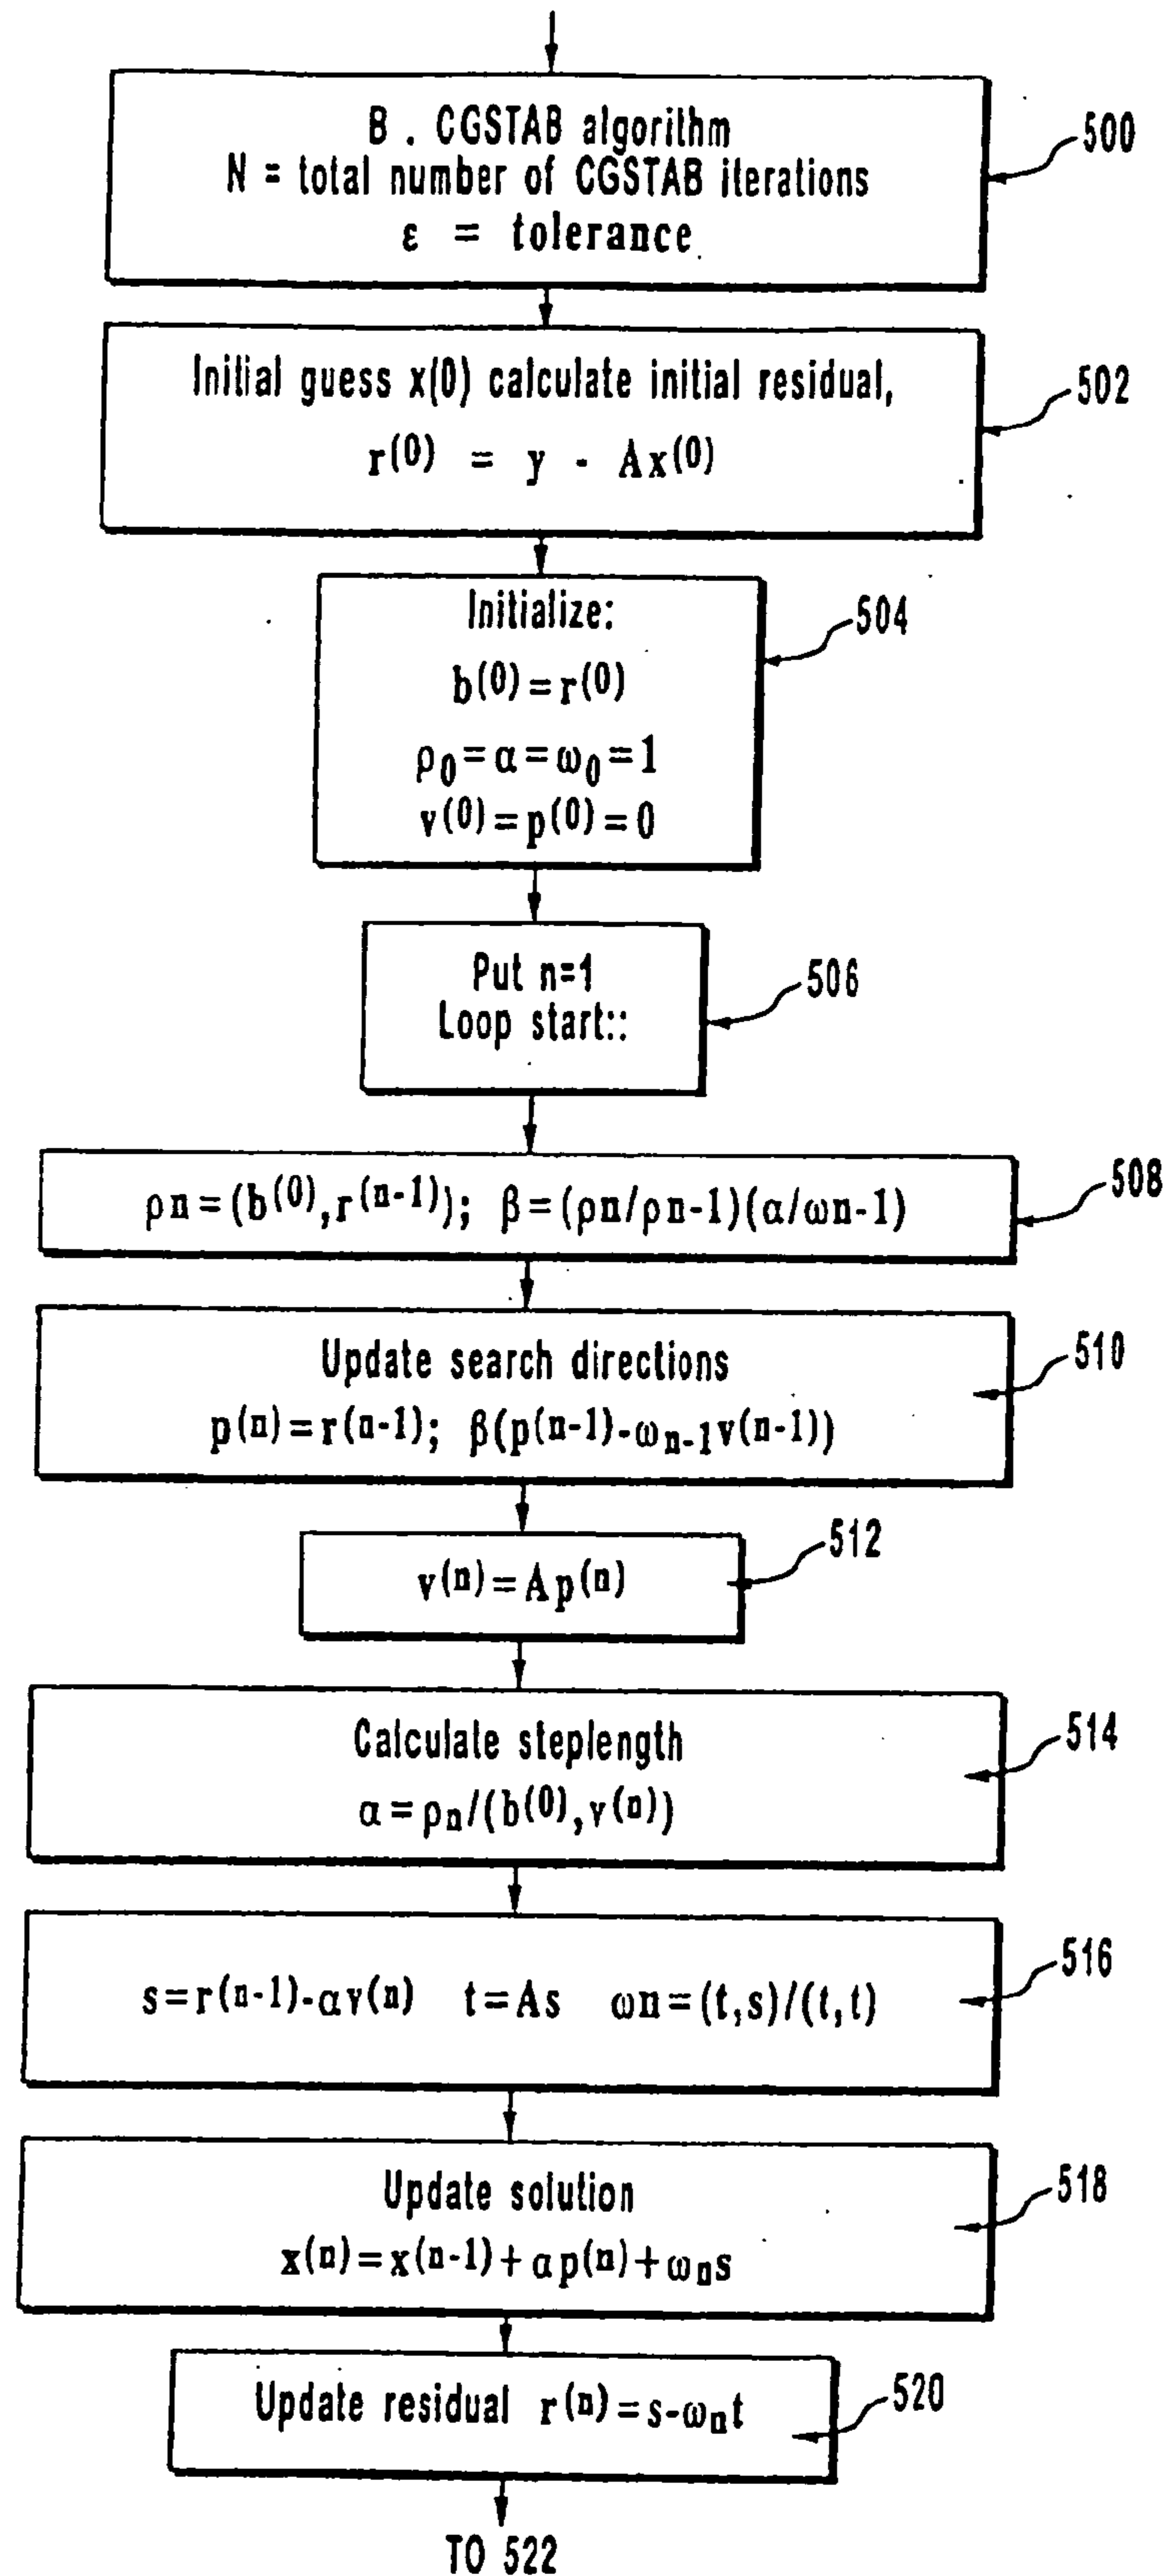 B . CGSTAB algorithm
N = total number of CGSTAB iterations
ε = tolerance
500
Initial guess x(0) calculate initial residual,
r(0) = y - Ax(0)
502
Initialize:
b(0)=r(0)
ρ0=α=ω0=1
v(0)=p(0)=0
504
Put n=1
Loop start::
506
ρn=(b(0),r(n-1)); β=(ρn/ρn-1)(α/ωn-1)
508
Update search directions
p(n)=r(n-1); β(p(n-1)-ωn-1v(n-1))
510
v(n)=Ap(n)
512
Calculate steplength
α=ρn/(b(0),v(n))
514
s=r(n-1)-αv(n) t=As ωn=(t,s)/(t,t)
516
Update solution
x(n)=x(n-1)+αp(n)+ωns
518
Update residual r(n)=s-ωnt
520
TO 522